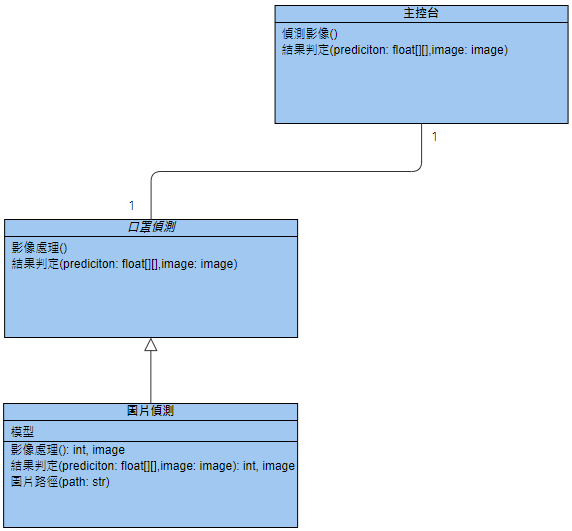 主控台
偵測影像()
結果判定(prediciton: float[][],image: image)
1
1
口罩偵測
影像處理()
結果判定(prediciton: float[][],image: image)
圖片偵測
模型
影像處理(): int, image
結果判定(prediciton: float[][],image: image): int, image
圖片路徑(path: str)